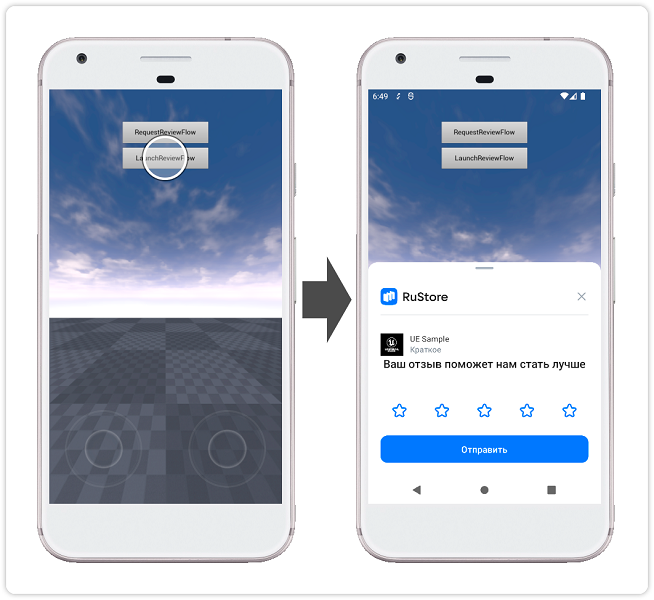 RequestReviewFlow
LaunchReviewFlow
6:49
RequestReviewFlow
LaunchReviewFlow
RuStore
UE Sample
Краткое
Ваш отзыв поможет нам стать лучше
Отправить